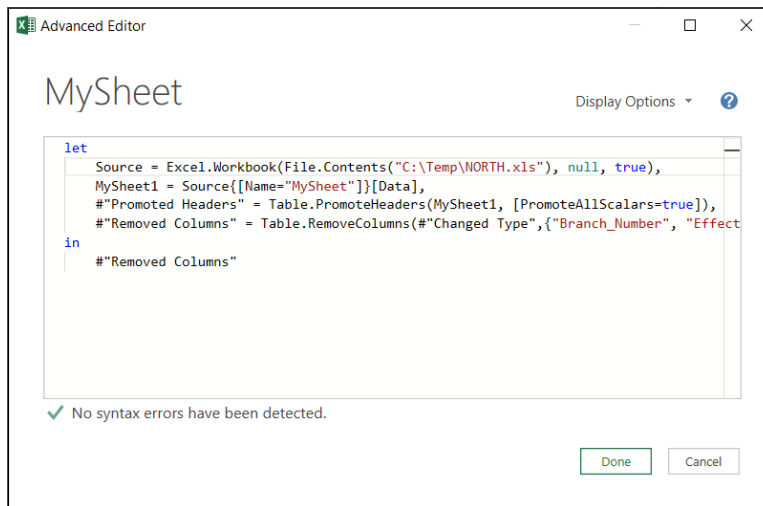 Advanced Editor
MySheet
Display Options
?
let
Source = Excel.Workbook(File.Contents("C:\Temp\NORTH.xls"), null, true),
MySheet1 = Source{[Name="MySheet"]}[Data],
#"Promoted Headers" = Table.PromoteHeaders(MySheet1, [PromoteAllScalars=true]),
#"Removed Columns" = Table.RemoveColumns(#"Changed Type",{"Branch_Number", "Effect
in
#"Removed Columns"
No syntax errors have been detected.
Done
Cancel